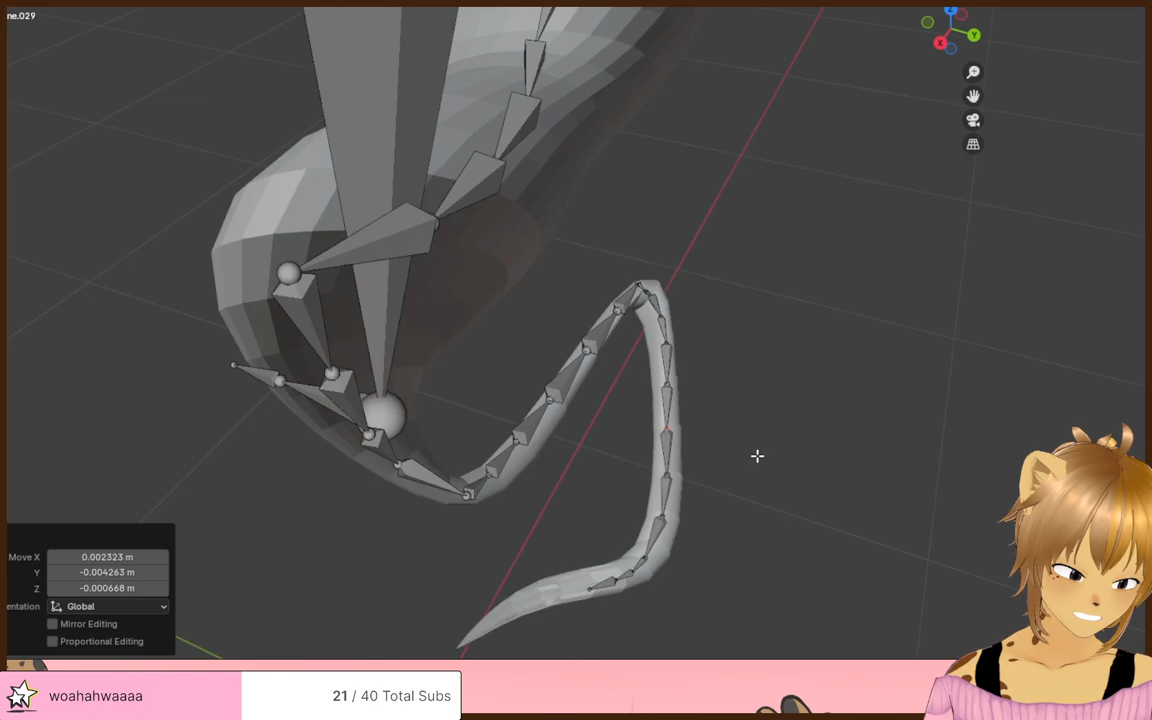 ne.029
Z
Y
X
Move X 0.002323 m
Y -0.004263 m
Z -0.000668 m
entation Global
Mirror Editing
Proportional Editing
woahahwaaaa 21 / 40 Total Subs